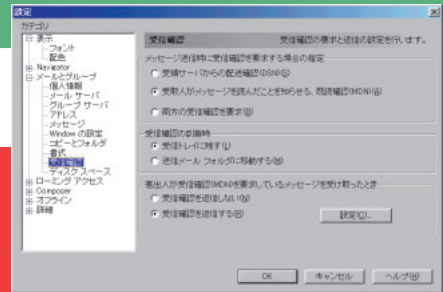 設定
カテゴリ
表示
フォント
配色
Navigator
メールとグループ
個人情報
メール サーバ
グループ サーバ
アドレス
メッセージ
Window の設定
コピーとフォルダ
書式
受信確認
ディスク スペース
ローミング アクセス
Composer
オフライン
詳細
受信確認 受信確認の要求と返信の設定を行います。
メッセージ送信時に受信確認を要求する場合の指定
受領サーバからの配送確認(DSN)(S)
受取人がメッセージを読んだことを知らせる、既読確認(MDN)(A)
両方の受信確認を要求(B)
受信確認の到着時
受信トレイに残す(I)
送信メール フォルダに移動する(M)
差出人が受信確認(MDN)を要求しているメッセージを受け取ったとき
受信確認を返信しない(N)
受信確認を返信する(R)
設定(C)...
OK キャンセル ヘルプ(H)